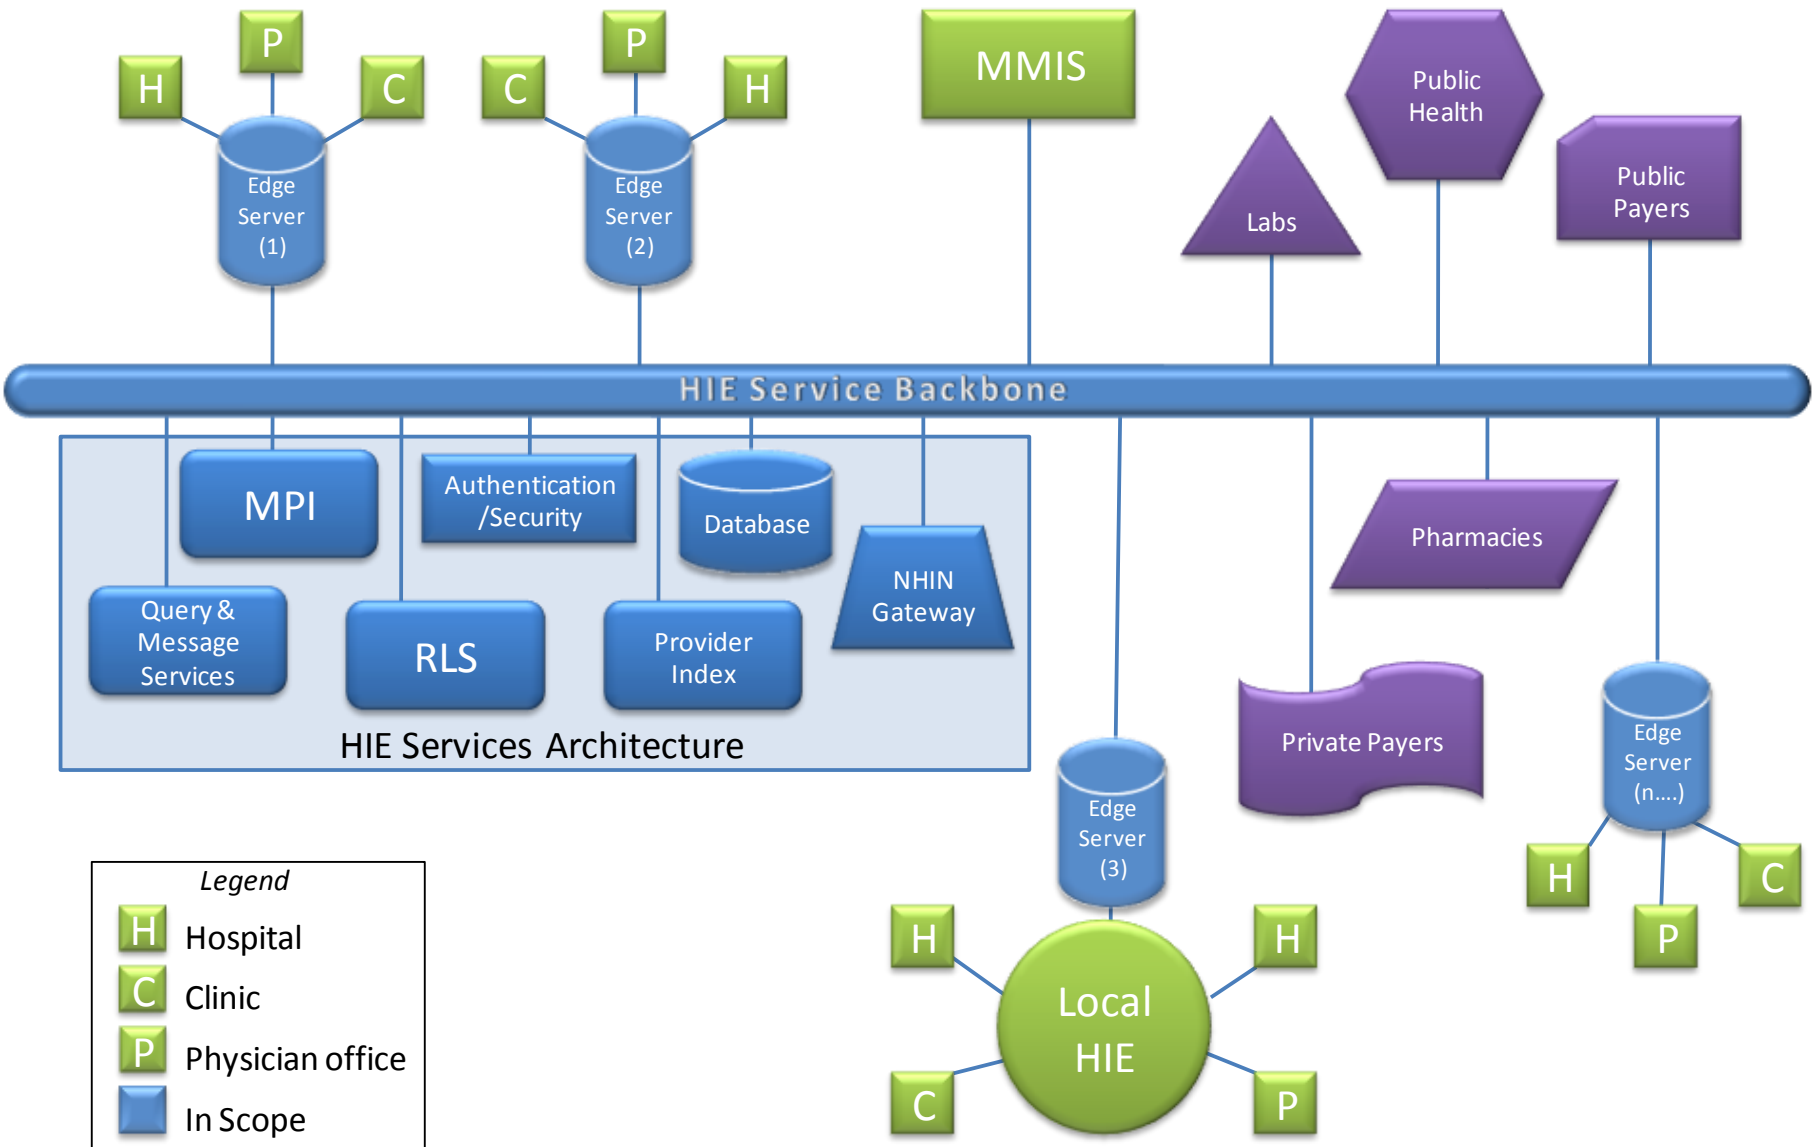 P
P
H
C
C
H
MMIS
Public
Health
Public
Payers
Labs
Edge
Server
(1)
Edge
Server
(2)
HIE Service Backbone
MPI
Authentication
/Security
Database
NHIN
Gateway
Query &
Message
Services
RLS
Provider
Index
HIE Services Architecture
Pharmacies
Private Payers
Edge
Server
(3)
Edge
Server
(n....)
H
P
C
H
H
Local
HIE
C
P
Legend
H Hospital
C Clinic
P Physician office
In Scope